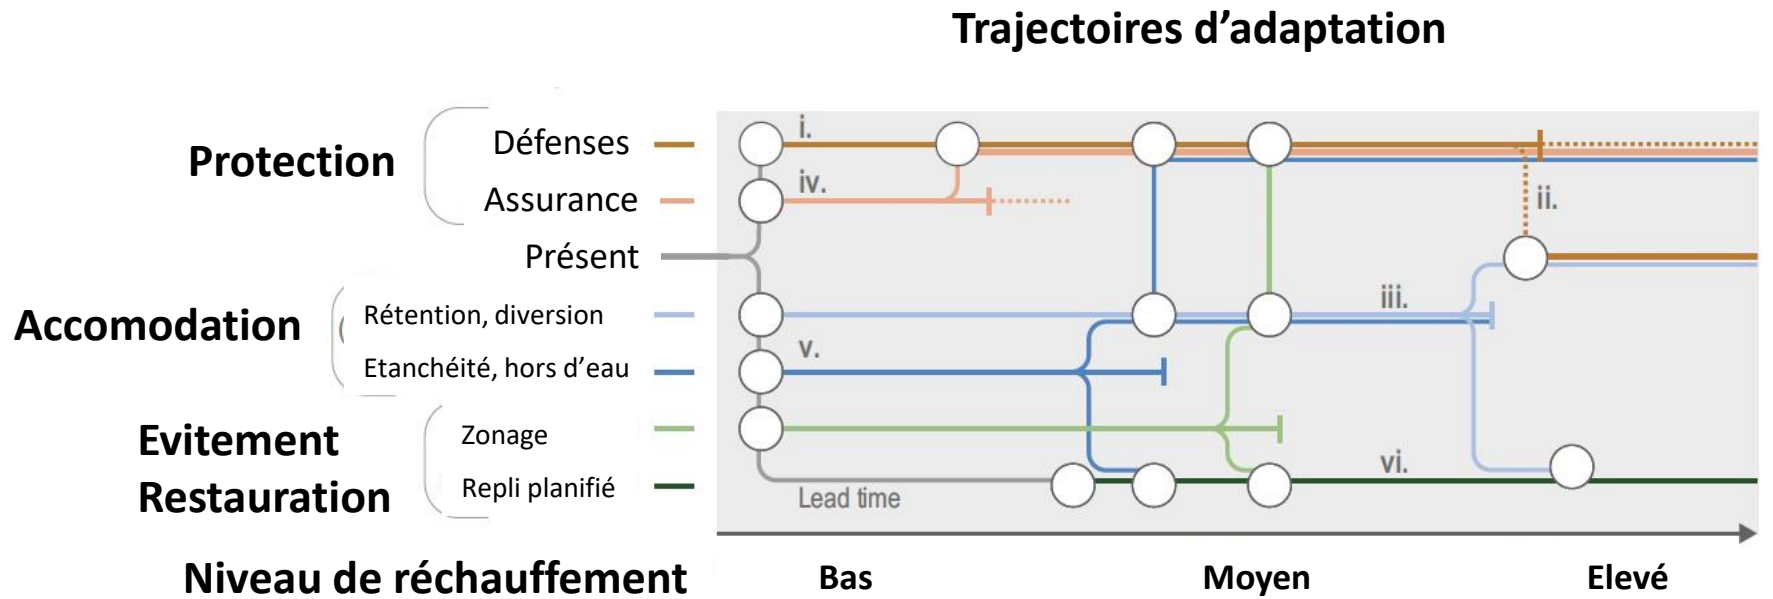 Trajectoires d’adaptation
Protection
Défenses
Assurance
Présent
Accomodation
Rétention, diversion
Etanchéité, hors d’eau
Evitement
Restauration
Zonage
Repli planifié
i.
iv.
ii.
iii.
v.
vi.
Lead time
Niveau de réchauffement
Bas
Moyen
Elevé